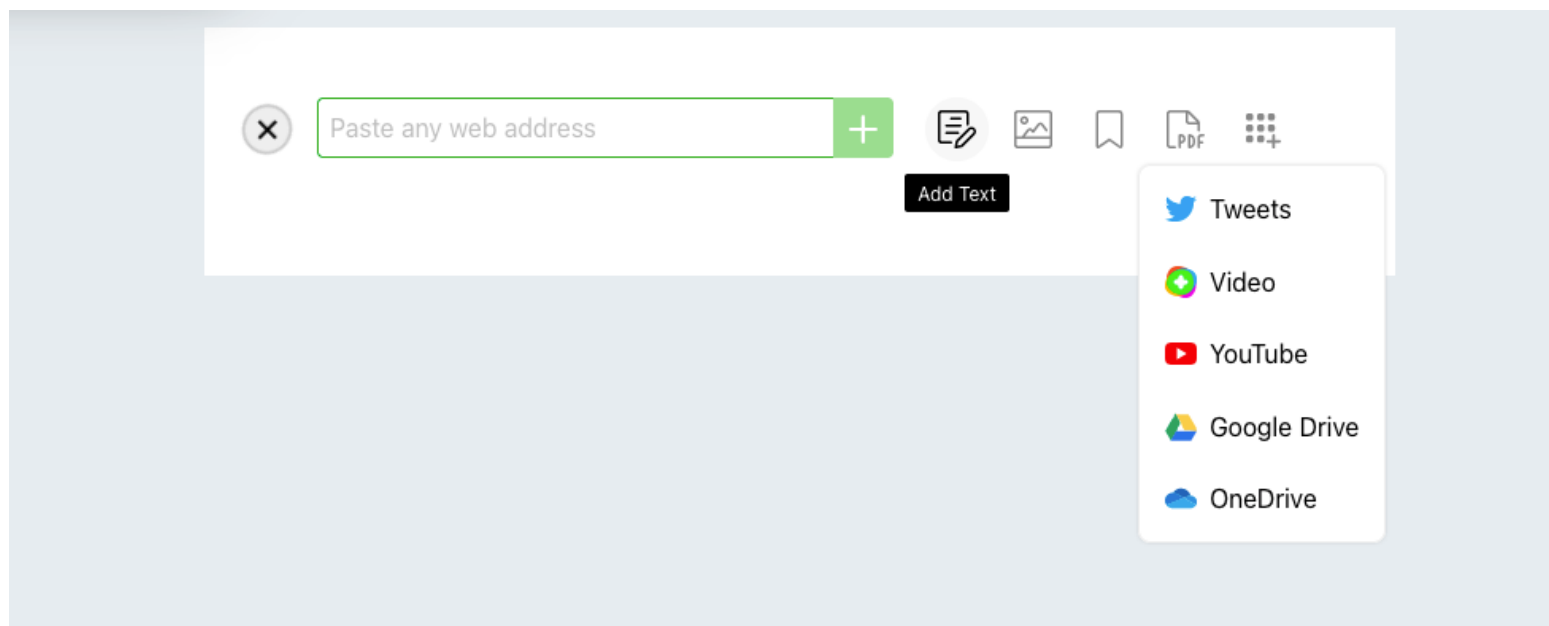 Paste any web address
PDF
Add Text
Tweets
Video
YouTube
Google Drive
OneDrive